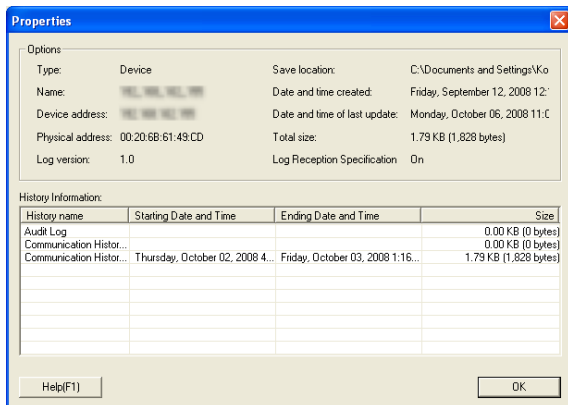 Properties
Options
Type: Device Save location: C:\Documents and Settings\Ko
Name: Date and time created: Friday, September 12, 2008 12:
Device address: Date and time of last update: Monday, October 06, 2008 11:0
Physical address: 00:20:6B:61:49:CD Total size: 1.79 KB (1,828 bytes)
Log version: 1.0 Log Reception Specification On
History Information:
History name Starting Date and Time Ending Date and Time Size
Audit Log 0.00 KB (0 bytes)
Communication Histor... 0.00 KB (0 bytes)
Communication Histor... Thursday, October 02, 2008 4... Friday, October 03, 2008 1:16... 1.79 KB (1,828 bytes)
Help(F1) OK